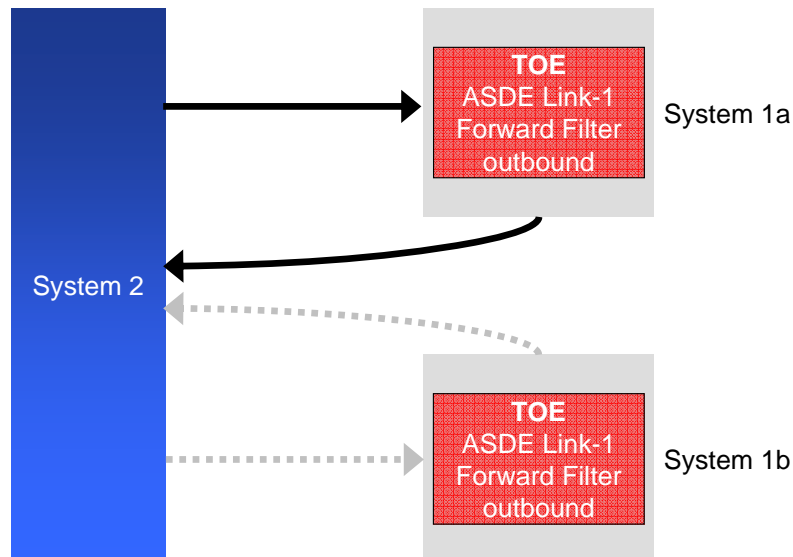 TOE
ASDE Link-1
Forward Filter
outbound
System 1a
System 2
TOE
ASDE Link-1
Forward Filter
outbound
System 1b